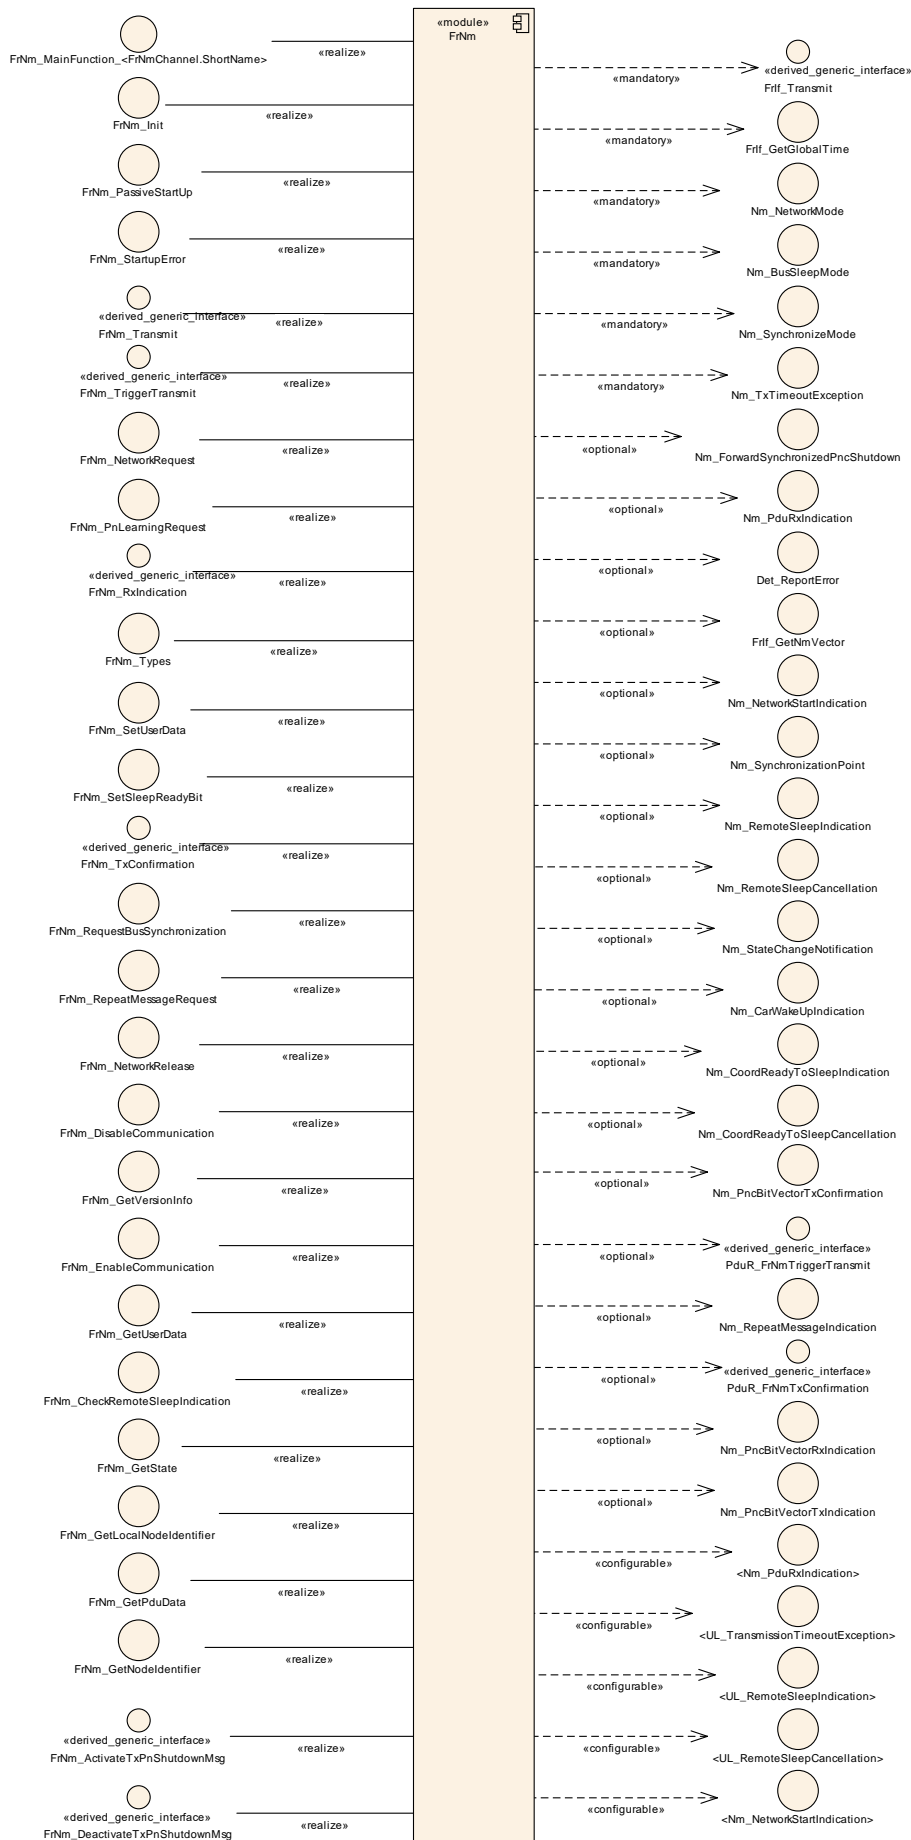 «module»
FrNm
FrNm_MainFunction_<FrNmChannel.ShortName>
«realize»
FrNm_Init
«realize»
FrNm_PassiveStartUp
«realize»
FrNm_StartupError
«realize»
«derived_generic_interface»
FrNm_Transmit
«realize»
«derived_generic_interface»
FrNm_TriggerTransmit
«realize»
FrNm_NetworkRequest
«realize»
FrNm_PnLearningRequest
«realize»
«derived_generic_interface»
FrNm_RxIndication
«realize»
FrNm_Types
«realize»
FrNm_SetUserData
«realize»
FrNm_SetSleepReadyBit
«realize»
«derived_generic_interface»
FrNm_TxConfirmation
«realize»
FrNm_RequestBusSynchronization
«realize»
FrNm_RepeatMessageRequest
«realize»
FrNm_NetworkRelease
«realize»
FrNm_DisableCommunication
«realize»
FrNm_GetVersionInfo
«realize»
FrNm_EnableCommunication
«realize»
FrNm_GetUserData
«realize»
FrNm_CheckRemoteSleepIndication
«realize»
FrNm_GetState
«realize»
FrNm_GetLocalNodeIdentifier
«realize»
FrNm_GetPduData
«realize»
FrNm_GetNodeIdentifier
«realize»
«derived_generic_interface»
FrNm_ActivateTxPnShutdownMsg
«realize»
«derived_generic_interface»
FrNm_DeactivateTxPnShutdownMsg
«realize»
«mandatory»
«derived_generic_interface»
FrIf_Transmit
«mandatory»
FrIf_GetGlobalTime
«mandatory»
Nm_NetworkMode
«mandatory»
Nm_BusSleepMode
«mandatory»
Nm_SynchronizeMode
«mandatory»
Nm_TxTimeoutException
«optional»
Nm_ForwardSynchronizedPncShutdown
«optional»
Nm_PduRxIndication
«optional»
Det_ReportError
«optional»
FrIf_GetNmVector
«optional»
Nm_NetworkStartIndication
«optional»
Nm_SynchronizationPoint
«optional»
Nm_RemoteSleepIndication
«optional»
Nm_RemoteSleepCancellation
«optional»
Nm_StateChangeNotification
«optional»
Nm_CarWakeUpIndication
«optional»
Nm_CoordReadyToSleepIndication
«optional»
Nm_CoordReadyToSleepCancellation
«optional»
Nm_PncBitVectorTxConfirmation
«optional»
«derived_generic_interface»
PduR_FrNmTriggerTransmit
«optional»
Nm_RepeatMessageIndication
«optional»
«derived_generic_interface»
PduR_FrNmTxConfirmation
«optional»
Nm_PncBitVectorRxIndication
«optional»
Nm_PncBitVectorTxIndication
«configurable»
<Nm_PduRxIndication>
«configurable»
<UL_TransmissionTimeoutException>
«configurable»
<UL_RemoteSleepIndication>
«configurable»
<UL_RemoteSleepCancellation>
«configurable»
<Nm_NetworkStartIndication>